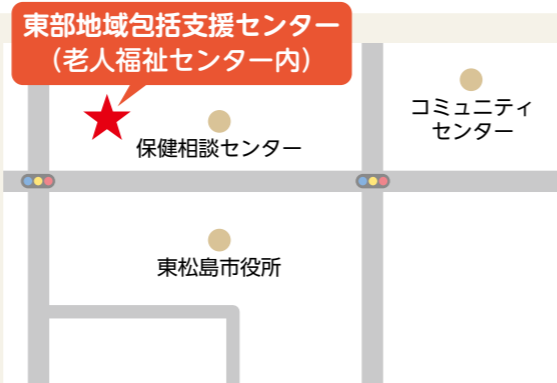 東部地域包括支援センター
（老人福祉センター内）
コミュニティ
センター
保健相談センター
東松島市役所